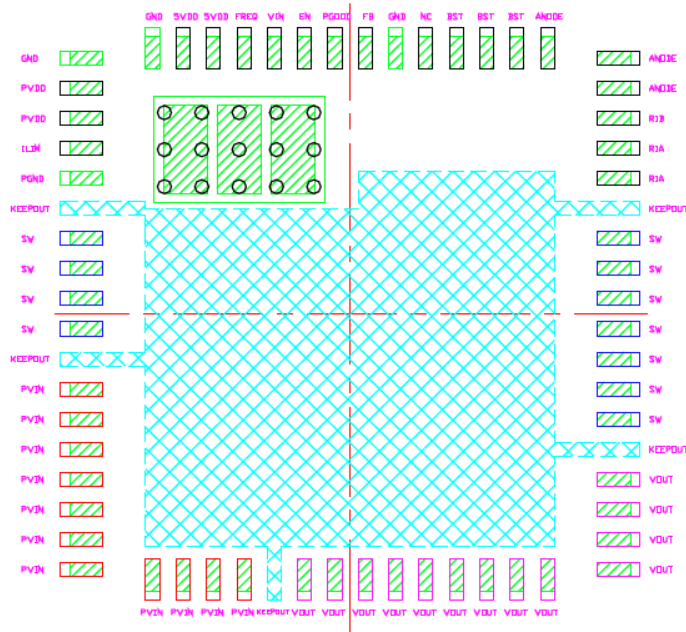 GND 5VDD 5VDD FREQ VIN EN PGOOD FB GND NC BST BST BST ANODE
GND ANODE
PVDD ANODE
PVDD RIB
ILIM RIA
PGND RIA
KEEPOUT KEEPOUT
SW SW
SW SW
SW SW
SW SW
KEEPOUT SW
PVIN SW
PVIN SW
PVIN KEEPOUT
PVIN VOUT
PVIN VOUT
PVIN VOUT
PVIN VOUT
PVIN PVIN PVIN PVIN KEEPOUT VOUT VOUT VOUT VOUT VOUT VOUT VOUT VOUT VOUT